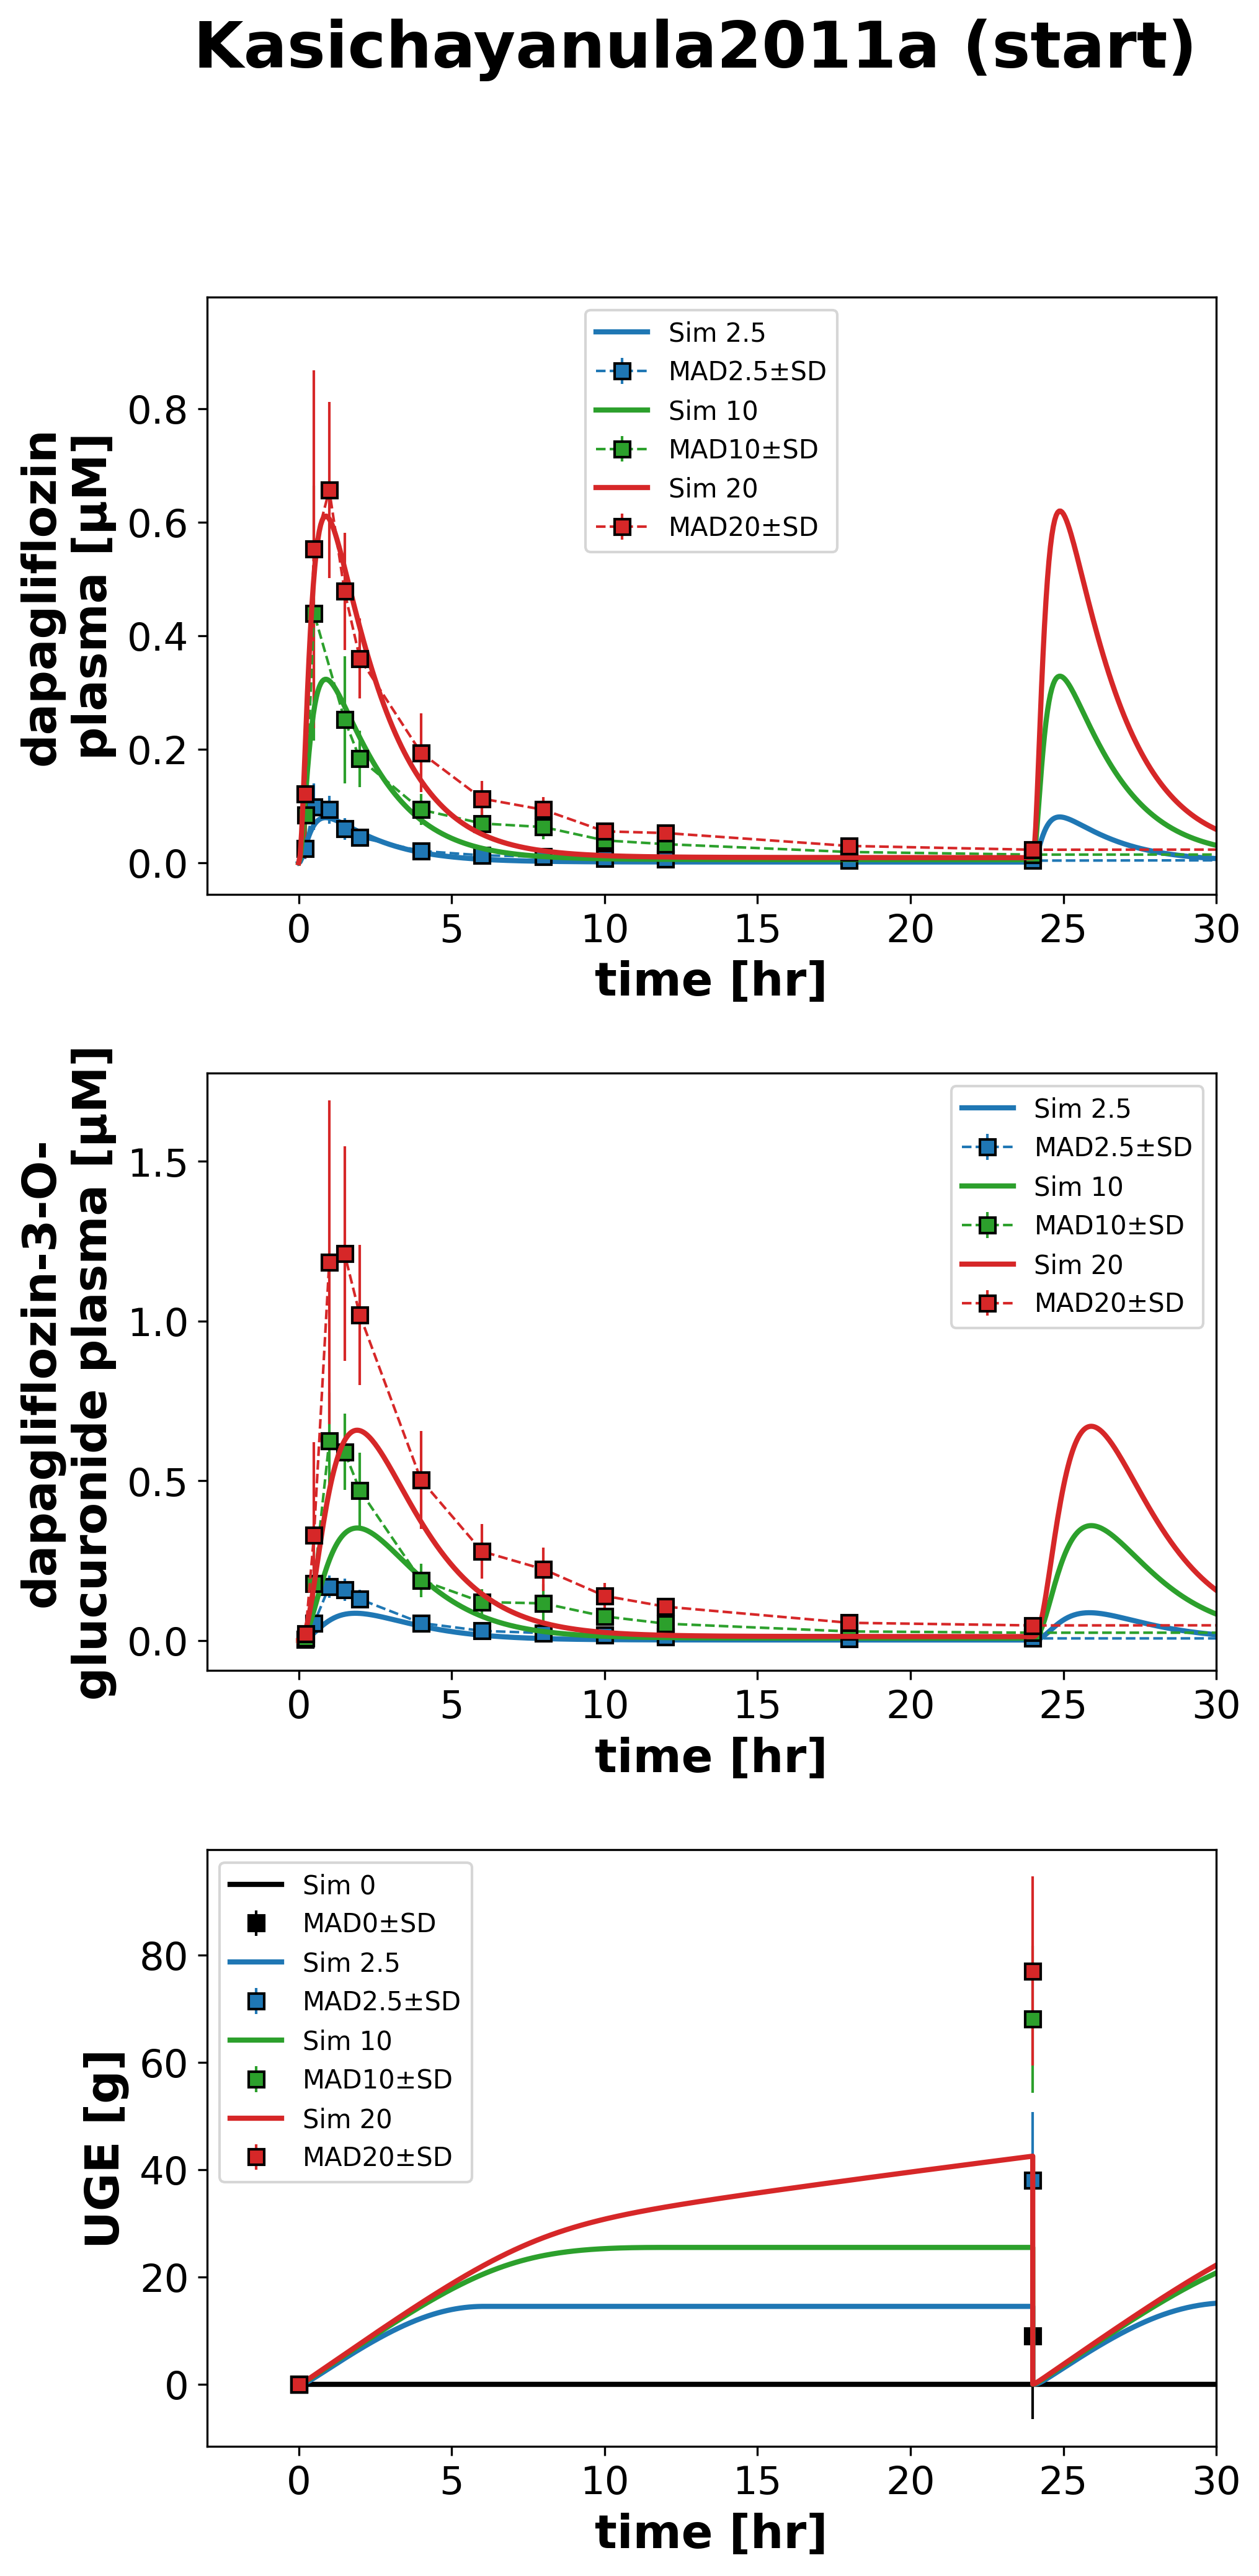 Kasichayanula2011a (start)
dapagliflozin
plasma [µM]
0.8
0.6
0.4
0.2
0.0
Sim 2.5
MAD2.5±SD
Sim 10
MAD10±SD
Sim 20
MAD20±SD
0 5 10 15 20 25 30
time [hr]
dapagliflozin-3-O-
glucuronide plasma [µM]
1.5
1.0
0.5
0.0
Sim 2.5
MAD2.5±SD
Sim 10
MAD10±SD
Sim 20
MAD20±SD
0 5 10 15 20 25 30
time [hr]
UGE [g]
80
60
40
20
0
Sim 0
MAD0±SD
Sim 2.5
MAD2.5±SD
Sim 10
MAD10±SD
Sim 20
MAD20±SD
0 5 10 15 20 25 30
time [hr]